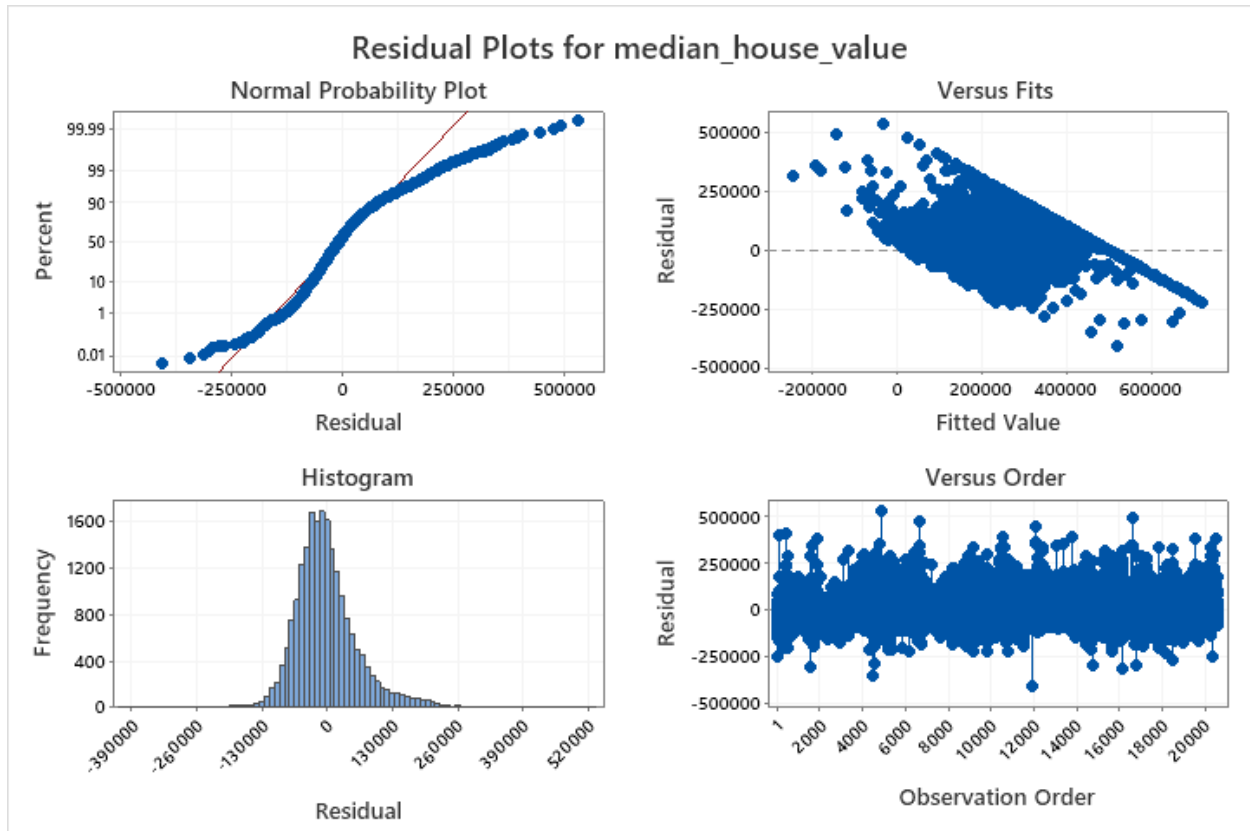 Residual Plots for median_house_value
Normal Probability Plot
99.99
99
90
50
10
1
0.01
Percent
-500000 -250000 0 250000 500000
Residual
Versus Fits
500000
250000
0
-250000
-500000
Residual
-200000 0 200000 400000 600000
Fitted Value
Histogram
1600
1200
800
400
0
Frequency
-390000 -260000 -130000 0 130000 260000 390000 520000
Residual
Versus Order
500000
250000
0
-250000
-500000
Residual
1 2000 4000 6000 8000 10000 12000 14000 16000 18000 20000
Observation Order